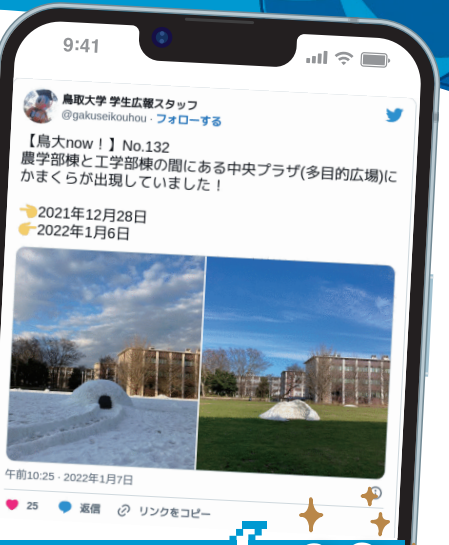 9:41
鳥取大学 学生広報スタッフ
@gakuseikouhou · フォローする
【鳥大now！】No.132
農学部棟と工学部棟の間にある中央プラザ(多目的広場)に
かまくらが出現していました！
👈2021年12月28日
👉2022年1月6日
午前10:25 · 2022年1月7日
25 返信 リンクをコピー